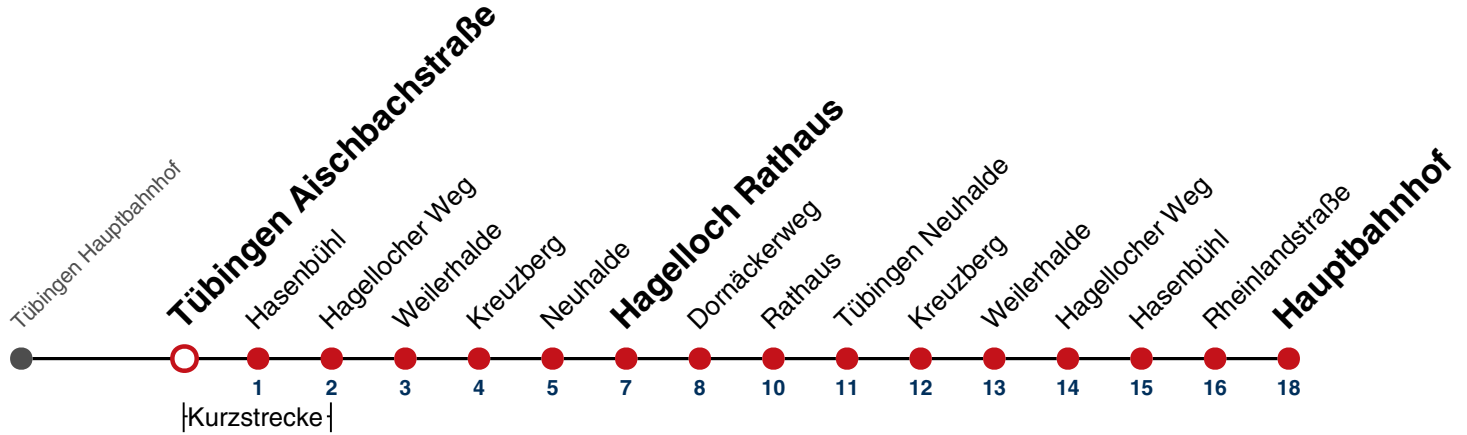 Tübingen Hauptbahnhof
Tübingen Aischbachstraße
Hasenbühl
Hagellocher Weg
Weilerhalde
Kreuzberg
Neuhalde
Hagelloch Rathaus
Dornäckerweg
Rathaus
Tübingen Neuhalde
Kreuzberg
Weilerhalde
Hagellocher Weg
Hasenbühl
Rheinlandstraße
Hauptbahnhof
1 2 3 4 5 7 8 10 11 12 13 14 15 16 18
Kurzstrecke